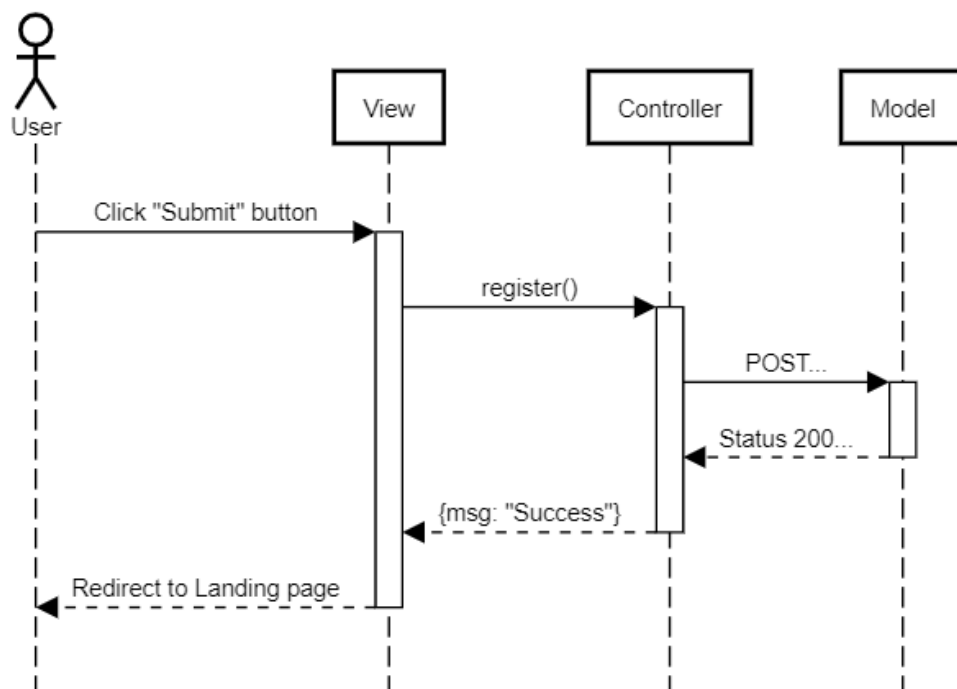 User
View
Controller
Model
Click "Submit" button
register()
POST...
Status 200...
{msg: "Success"}
Redirect to Landing page